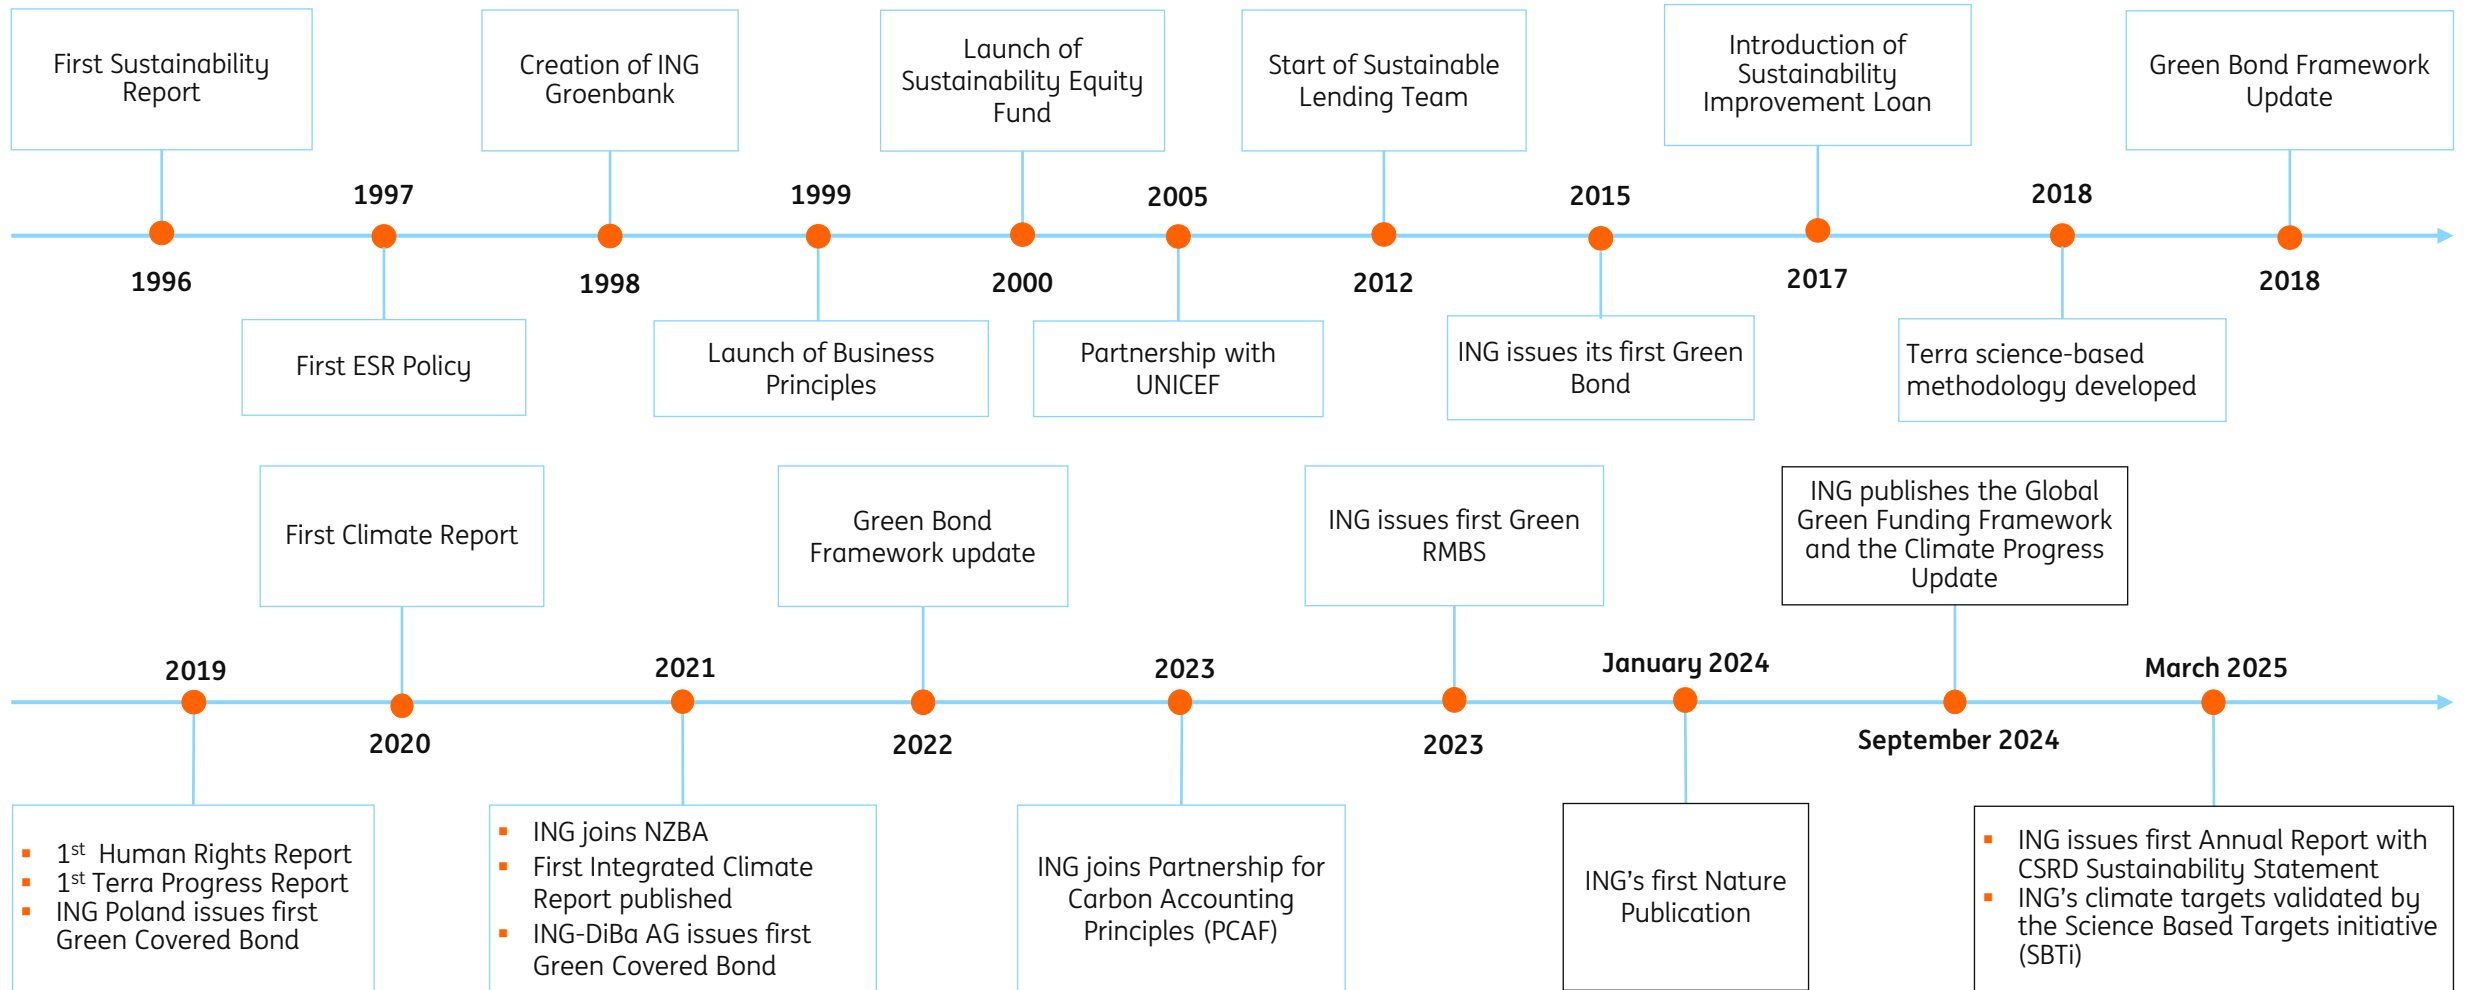 First Sustainability
Report
Creation of ING
Groenbank
Launch of
Sustainability Equity
Fund
Start of Sustainable
Lending Team
Introduction of
Sustainability
Improvement Loan
Green Bond Framework
Update
1997
1999
2005
2015
2018
1996
1998
2000
2012
2017
2018
First ESR Policy
Launch of Business
Principles
Partnership with
UNICEF
ING issues its first Green
Bond
Terra science-based
methodology developed
First Climate Report
Green Bond
Framework update
ING issues first Green
RMBS
ING publishes the Global
Green Funding Framework
and the Climate Progress
Update
2019
2021
2023
January 2024
March 2025
2020
2022
2023
September 2024
▪ 1st Human Rights Report
▪ 1st Terra Progress Report
▪ ING Poland issues first
Green Covered Bond
▪ ING joins NZBA
▪ First Integrated Climate
Report published
▪ ING-DiBa AG issues first
Green Covered Bond
ING joins Partnership for
Carbon Accounting
Principles (PCAF)
ING’s first Nature
Publication
▪ ING issues first Annual Report with
CSRD Sustainability Statement
▪ ING’s climate targets validated by
the Science Based Targets initiative
(SBTi)